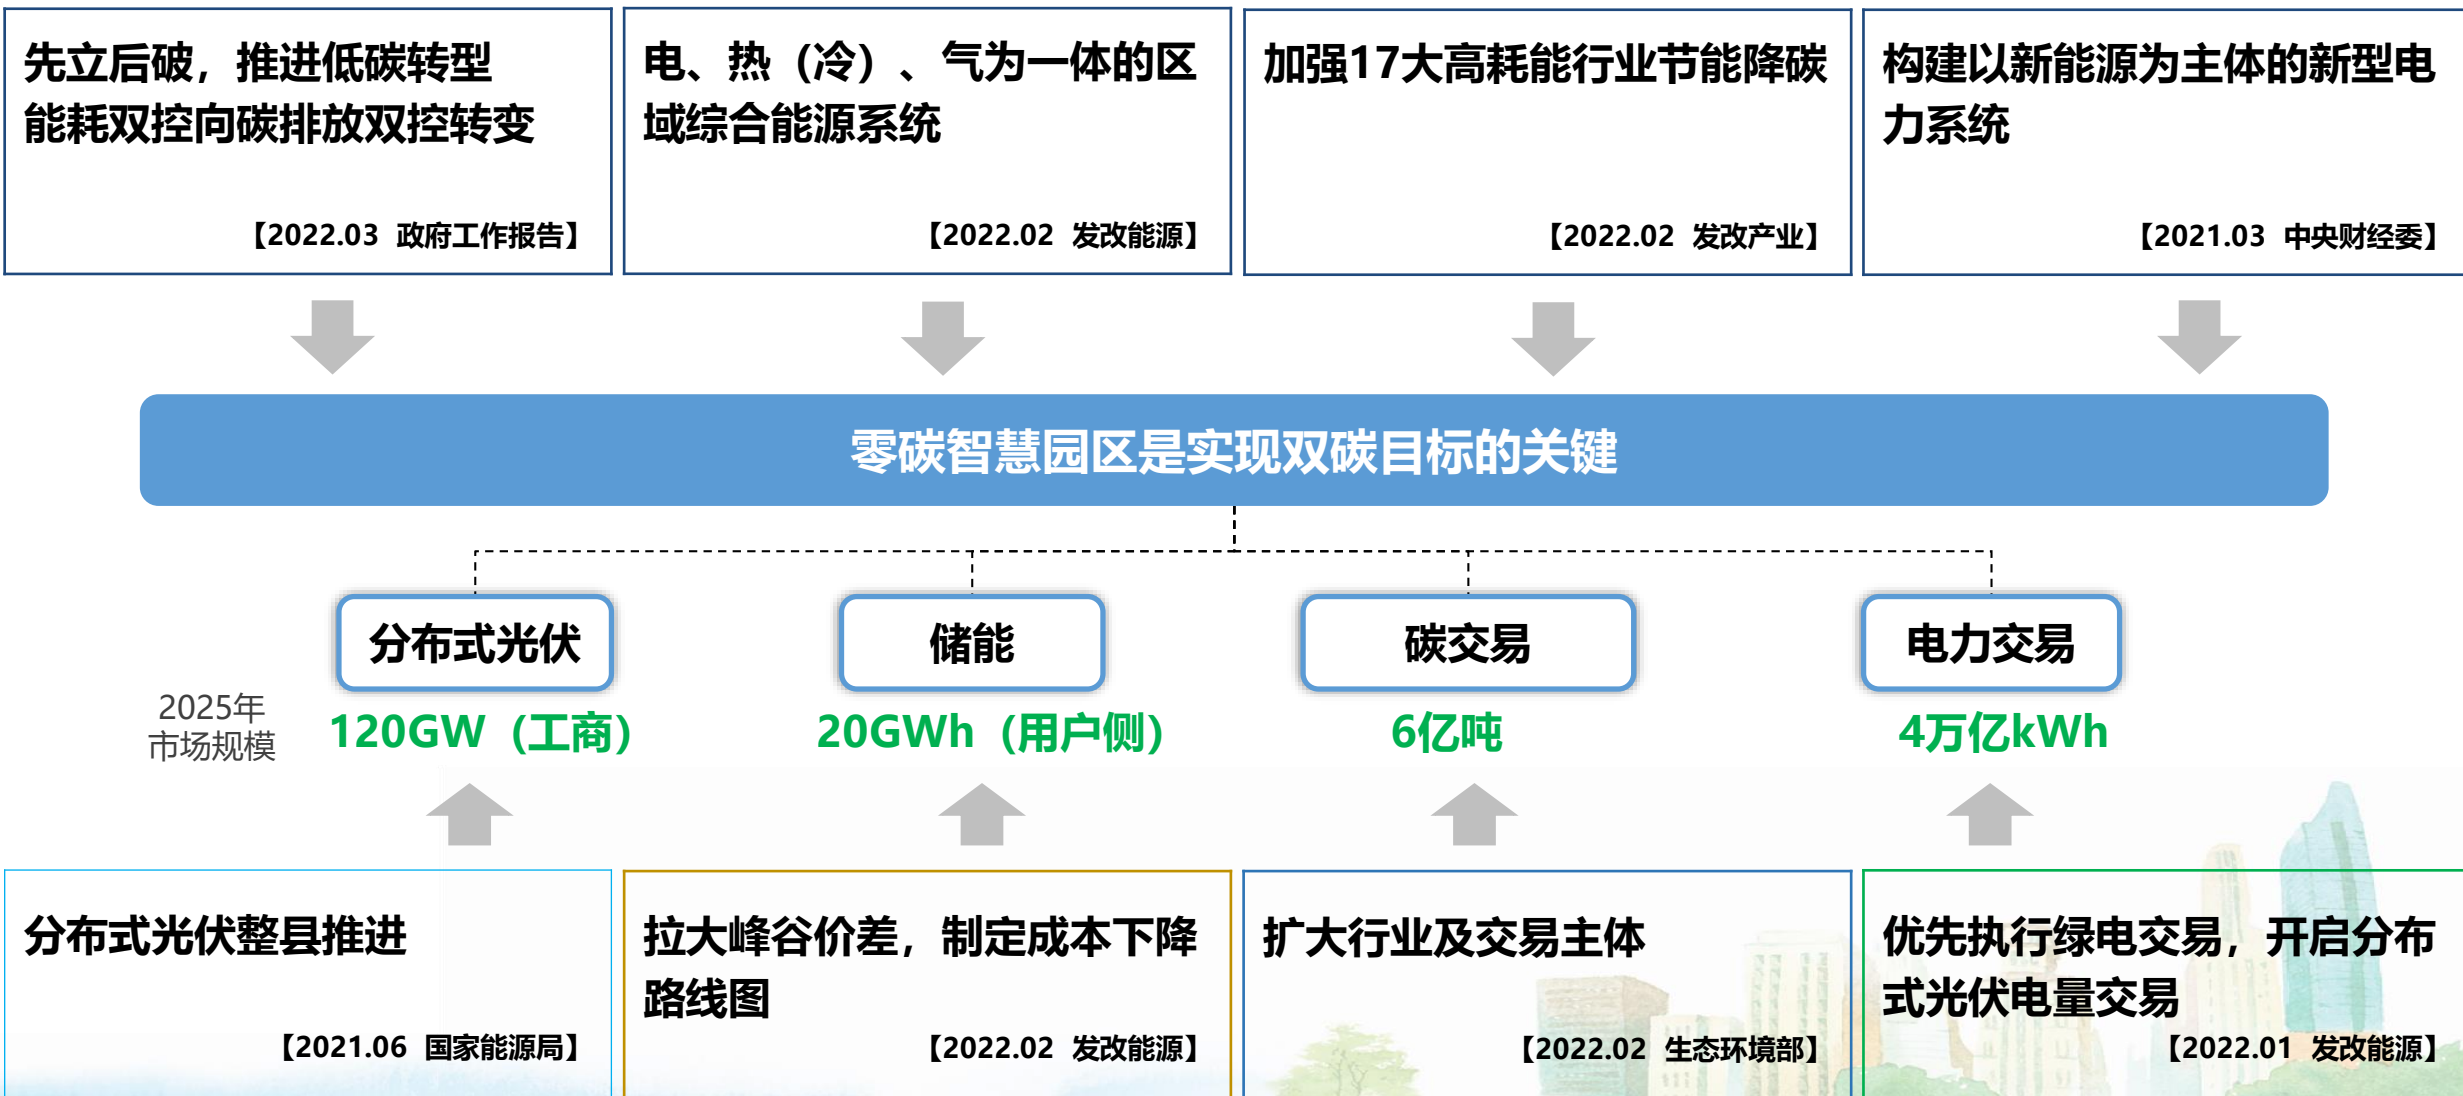 先立后破，推进低碳转型
能耗双控向碳排放双控转变
【2022.03 政府工作报告】
电、热（冷）、气为一体的区
域综合能源系统
【2022.02 发改能源】
加强17大高耗能行业节能降碳
【2022.02 发改产业】
构建以新能源为主体的新型电
力系统
【2021.03 中央财经委】
零碳智慧园区是实现双碳目标的关键
分布式光伏
储能
碳交易
电力交易
2025年
市场规模
120GW（工商）
20GWh（用户侧）
6亿吨
4万亿kWh
分布式光伏整县推进
【2021.06 国家能源局】
拉大峰谷价差，制定成本下降
路线图
【2022.02 发改能源】
扩大行业及交易主体
【2022.02 生态环境部】
优先执行绿电交易，开启分布
式光伏电量交易
【2022.01 发改能源】